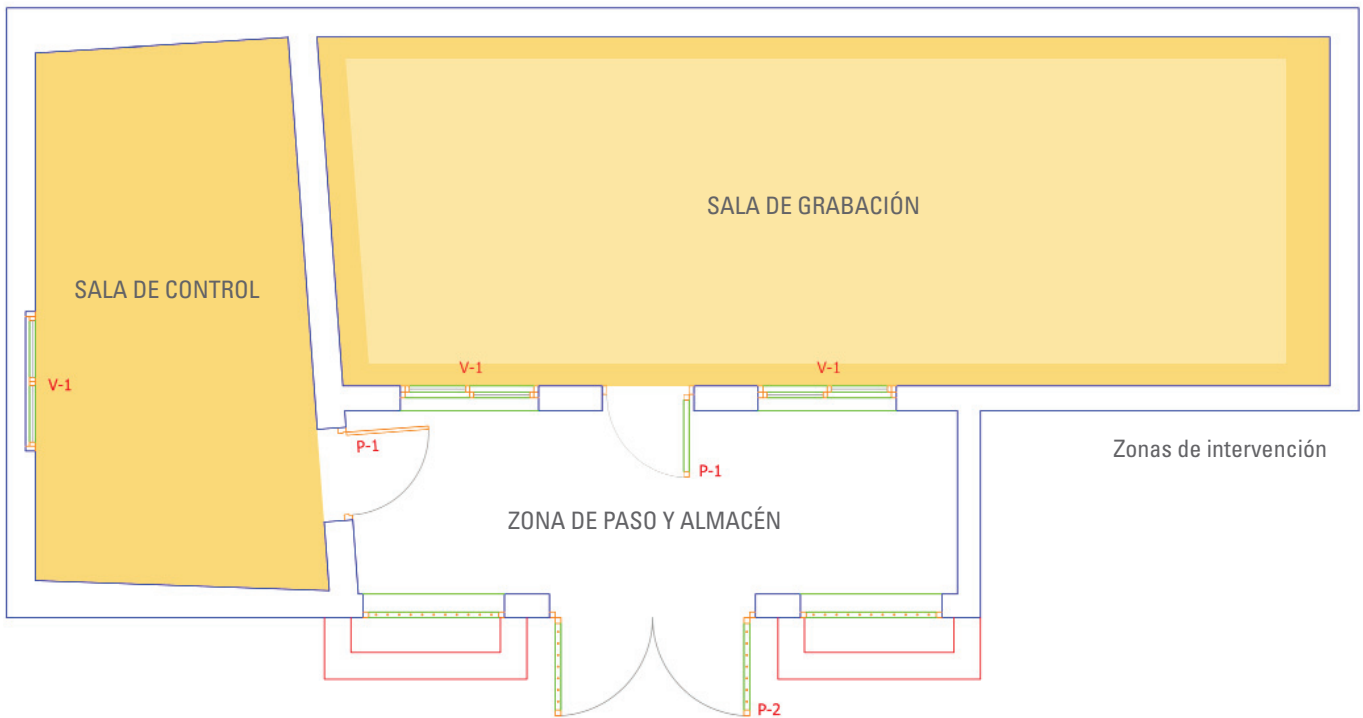 SALA DE GRABACIÓN
SALA DE CONTROL
V-1
V-1
V-1
P-1
Zonas de intervención
P-1
ZONA DE PASO Y ALMACÉN
P-2